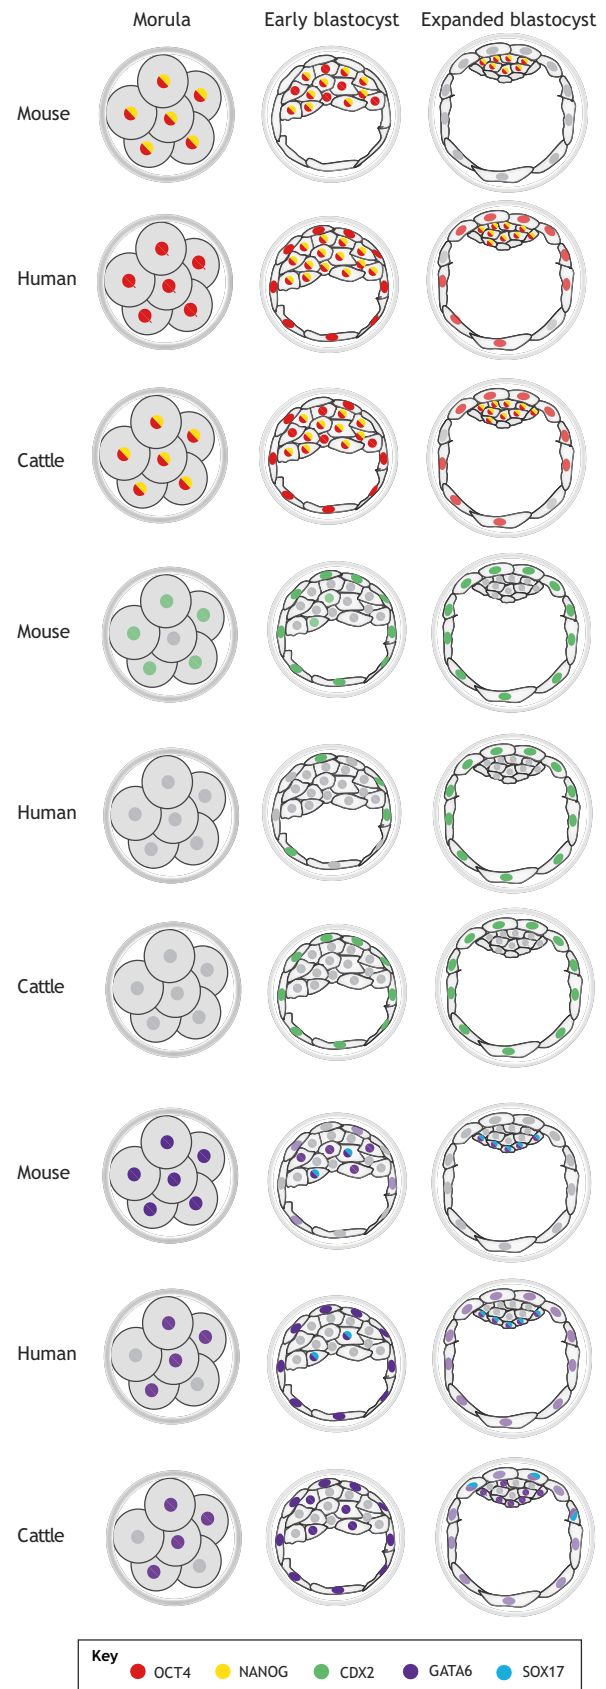 Morula Early blastocyst Expanded blastocyst
Mouse
Human
Cattle
Mouse
Human
Cattle
Mouse
Human
Cattle
Key
OCT4 NANOG CDX2 GATA6 SOX17